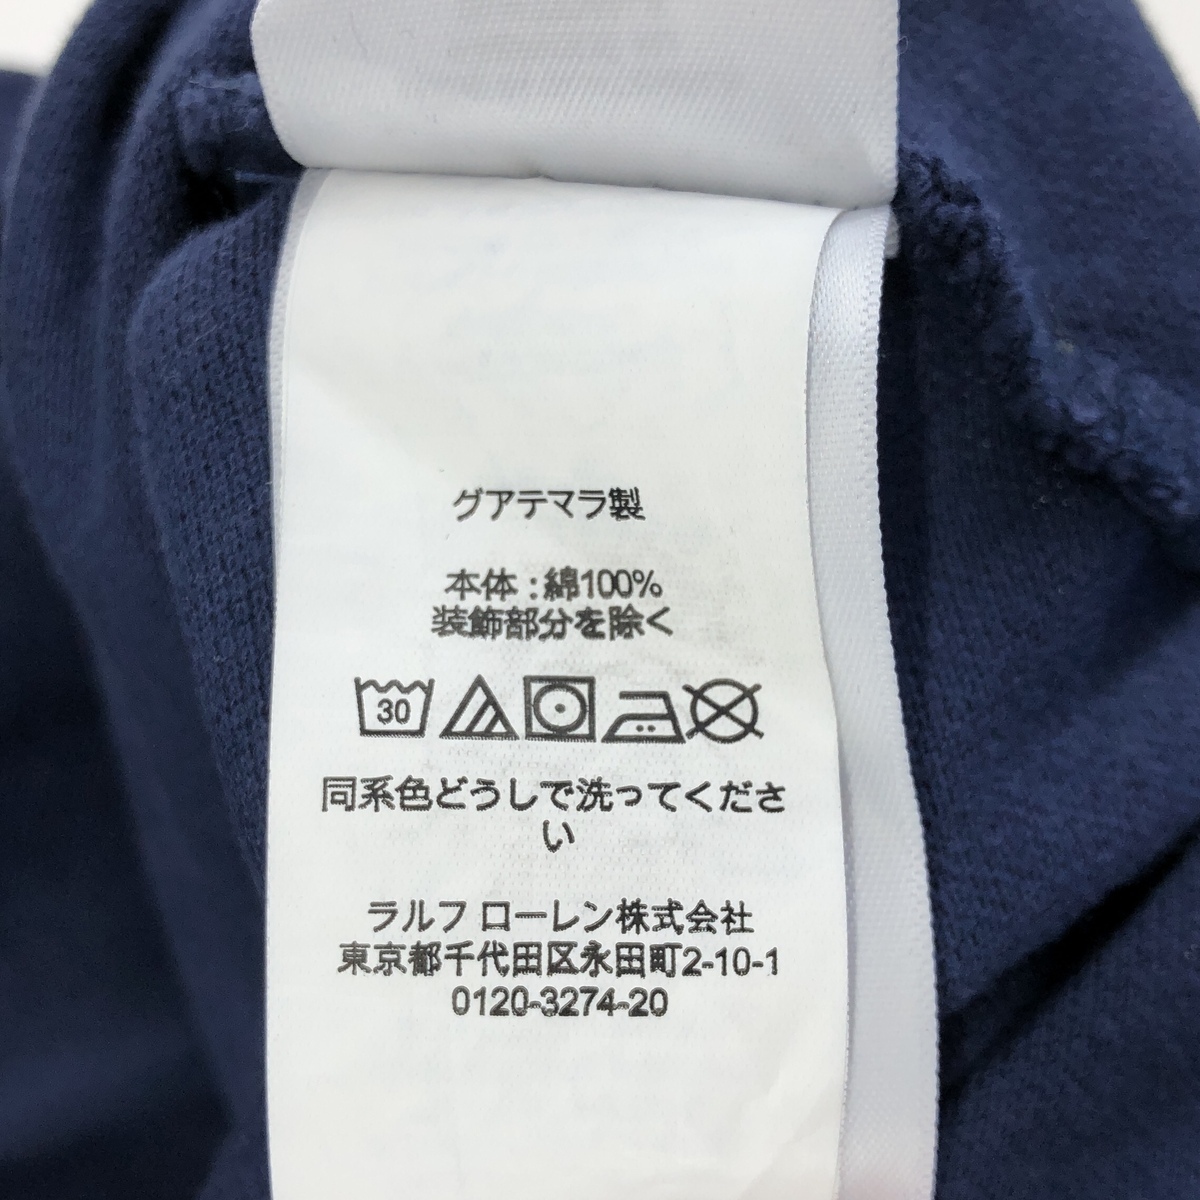 グアテマラ製
本体 : 綿100%
装飾部分を除く
30
同系色どうしで洗ってくださ
い
ラルフ ローレン株式会社
東京都千代田区永田町2-10-1
0120-3274-20